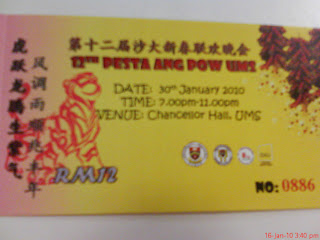 第十二届沙大新春联欢晚会
12TH PESTA ANG POW UMS
DATE: 30TH January 2010
TIME: 7.00pm-11.00pm
VENUE: Chancellor Hall, UMS
虎跃龙腾生紫气
风调雨顺兆丰年
RM12
NO: 0886
16-Jan-10 3:40 pm